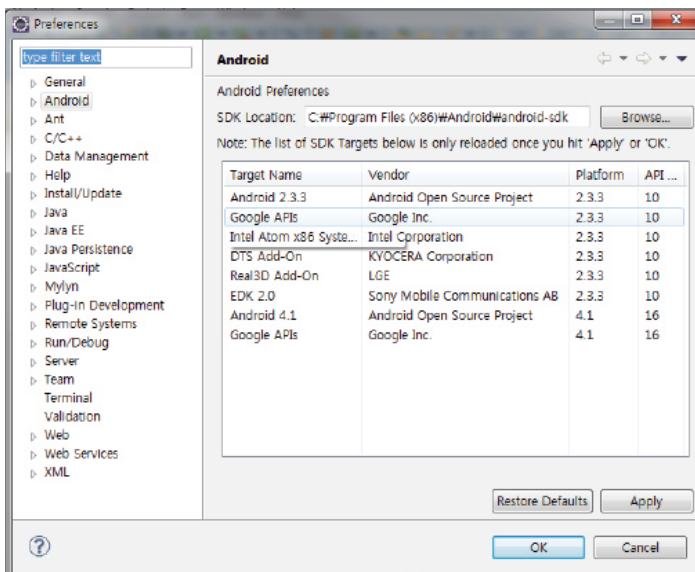 Preferences
type filter text
General
Android
Ant
C/C++
Data Management
Help
Install/Update
Java
Java EE
Java Persistence
JavaScript
Mylyn
Plug-in Development
Remote Systems
Run/Debug
Server
Team
Terminal
Validation
Web
Web Services
XML
Android
Android Preferences
SDK Location: C:₩Program Files (x86)₩Android₩android-sdk Browse...
Note: The list of SDK Targets below is only reloaded once you hit 'Apply' or 'OK'.
Target Name Vendor Platform API ...
Android 2.3.3 Android Open Source Project 2.3.3 10
Google APIs Google Inc. 2.3.3 10
Intel Atom x86 Syste... Intel Corporation 2.3.3 10
DTS Add-On KYOCERA Corporation 2.3.3 10
Real3D Add-On LGE 2.3.3 10
EDK 2.0 Sony Mobile Communications AB 2.3.3 10
Android 4.1 Android Open Source Project 4.1 16
Google APIs Google Inc. 4.1 16
Restore Defaults Apply
OK Cancel